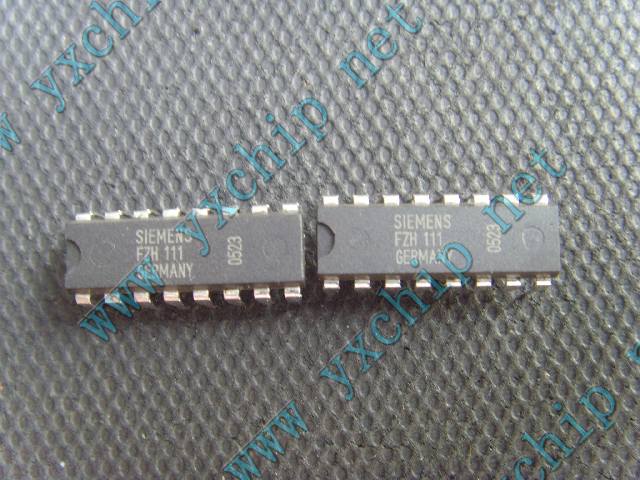 www yxchip net
SIEMENS
FZH 111
GERMANY
0523
SIEMENS
FZH 111
GERMANY
0523
www yxchip net
www yxchip net